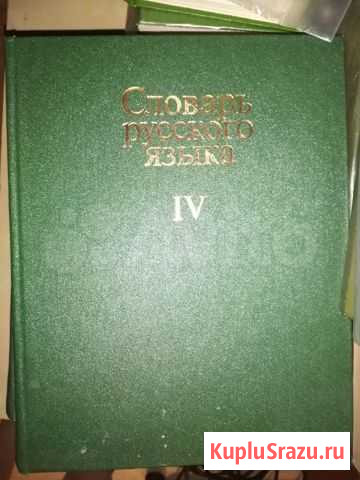 Словарь
русского
языка
IV
KupluSrazu.ru